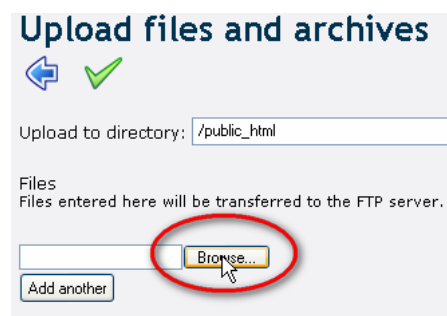 Upload files and archives
Upload to directory: /public_html
Files
Files entered here will be transferred to the FTP server.
Browse...
Add another